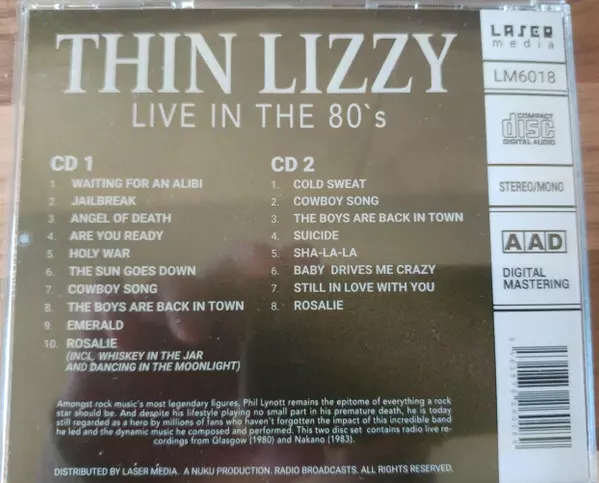 THIN LIZZY
LIVE IN THE 80`s
CD 1
1. WAITING FOR AN ALIBI
2. JAILBREAK
3. ANGEL OF DEATH
4. ARE YOU READY
5. HOLY WAR
6. THE SUN GOES DOWN
7. COWBOY SONG
8. THE BOYS ARE BACK IN TOWN
9. EMERALD
10. ROSALIE
(INCL. WHISKEY IN THE JAR
AND DANCING IN THE MOONLIGHT)
CD 2
1. COLD SWEAT
2. COWBOY SONG
3. THE BOYS ARE BACK IN TOWN
4. SUICIDE
5. SHA-LA-LA
6. BABY DRIVES ME CRAZY
7. STILL IN LOVE WITH YOU
8. ROSALIE
Amongst rock music's most legendary figures, Phil Lynott remains the epitome of everything a rock
star should be. And despite his lifestyle playing no small part in his premature death, he is today
still regarded as a hero by millions of fans who haven't forgotten the impact of this incredible band
he led and the dynamic music he composed and performed. This two disc set contains radio live re-
cordings from Glasgow (1980) and Nakano (1983).
DISTRIBUTED BY LASER MEDIA. A NUKU PRODUCTION. RADIO BROADCASTS. ALL RIGHTS RESERVED.
LASER
media
LM6018
COMPACT
disc
DIGITAL AUDIO
STEREO/MONO
AAD
DIGITAL
MASTERING